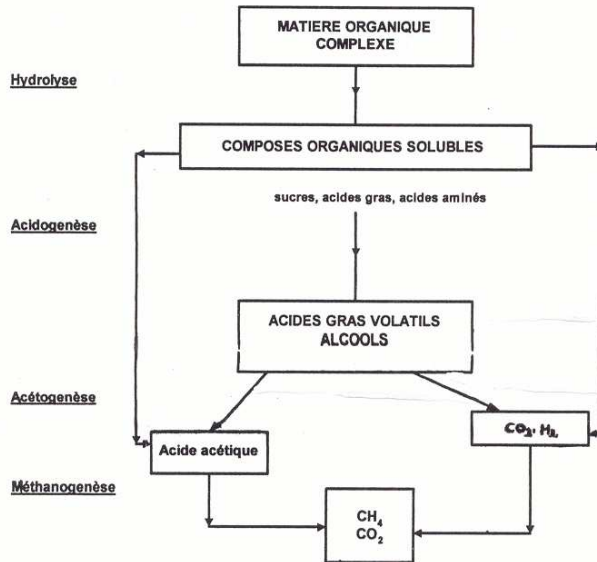 MATIERE ORGANIQUE
COMPLEXE
Hydrolyse
COMPOSES ORGANIQUES SOLUBLES
sucres, acides gras, acides aminés
Acidogenèse
ACIDES GRAS VOLATILS
ALCOOLS
Acétogenèse
CO₂. H₂
Acide acétique
Méthanogenèse
CH₄
CO₂